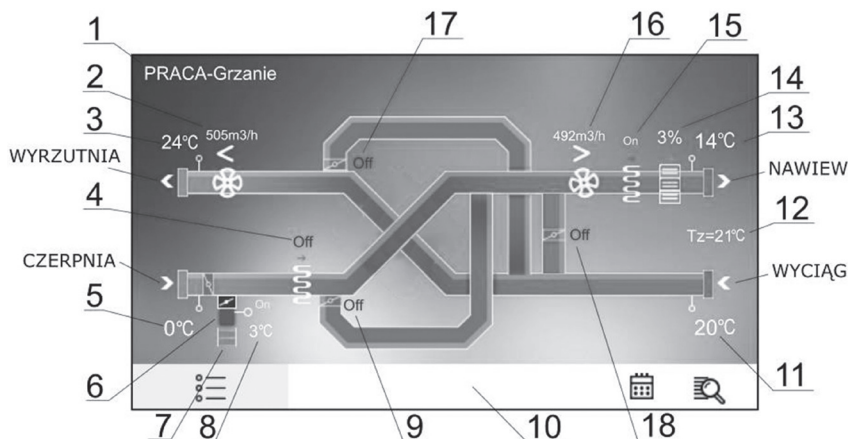 1
17
16
15
2
14
3
13
PRACA-Grzanie
24°C
505m3/h
<
492m3/h
>
On
3%
14°C
WYRZUTNIA
Off
NAWIEW
4
Off
12
Tz=21°C
Off
CZERPNIA
WYCIĄG
5
On
Off
0°C
3°C
20°C
6
11
7
8
9
10
18